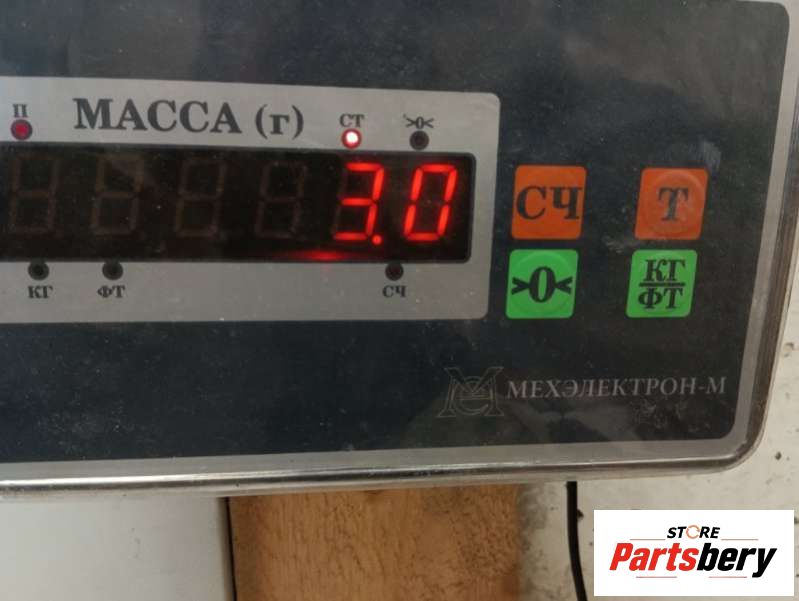 П
МАССА (г)
СТ
>0<
3.0
КГ
ФТ
СЧ
СЧ
Т
>0<
КГ
ФТ
МЕХЭЛЕКТРОН-М
STORE
Partsbery